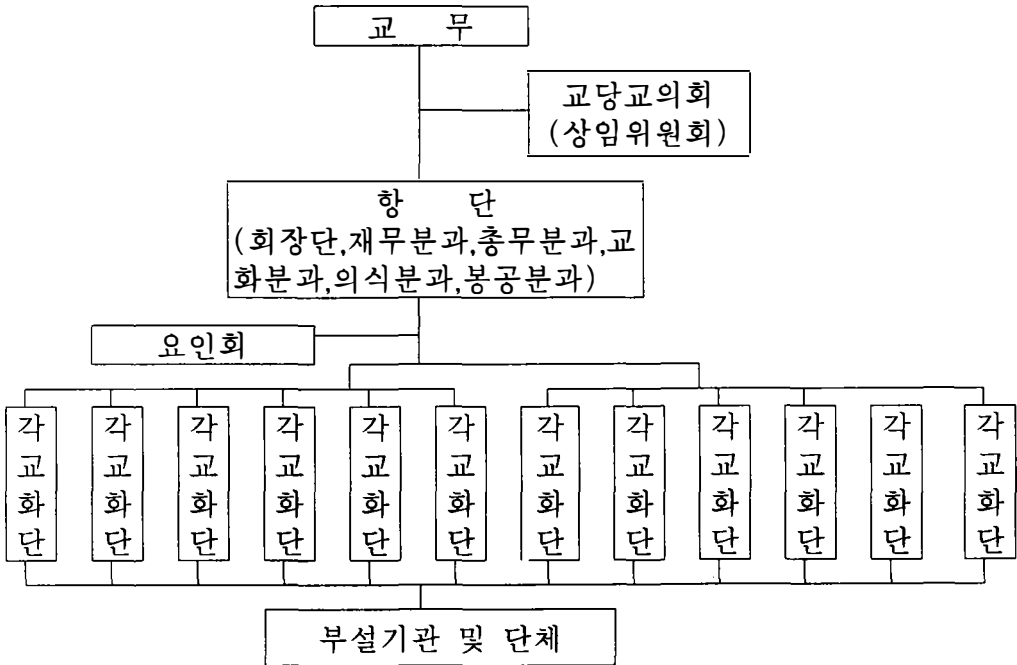 교 무
교당교의회
(상임위원회)
항 단
(회장단,재무분과,총무분과,교
화분과,의식분과,봉공분과)
요인회
각교화단
각교화단
각교화단
각교화단
각교화단
각교화단
각교화단
각교화단
각교화단
각교화단
각교화단
각교화단
부설기관 및 단체